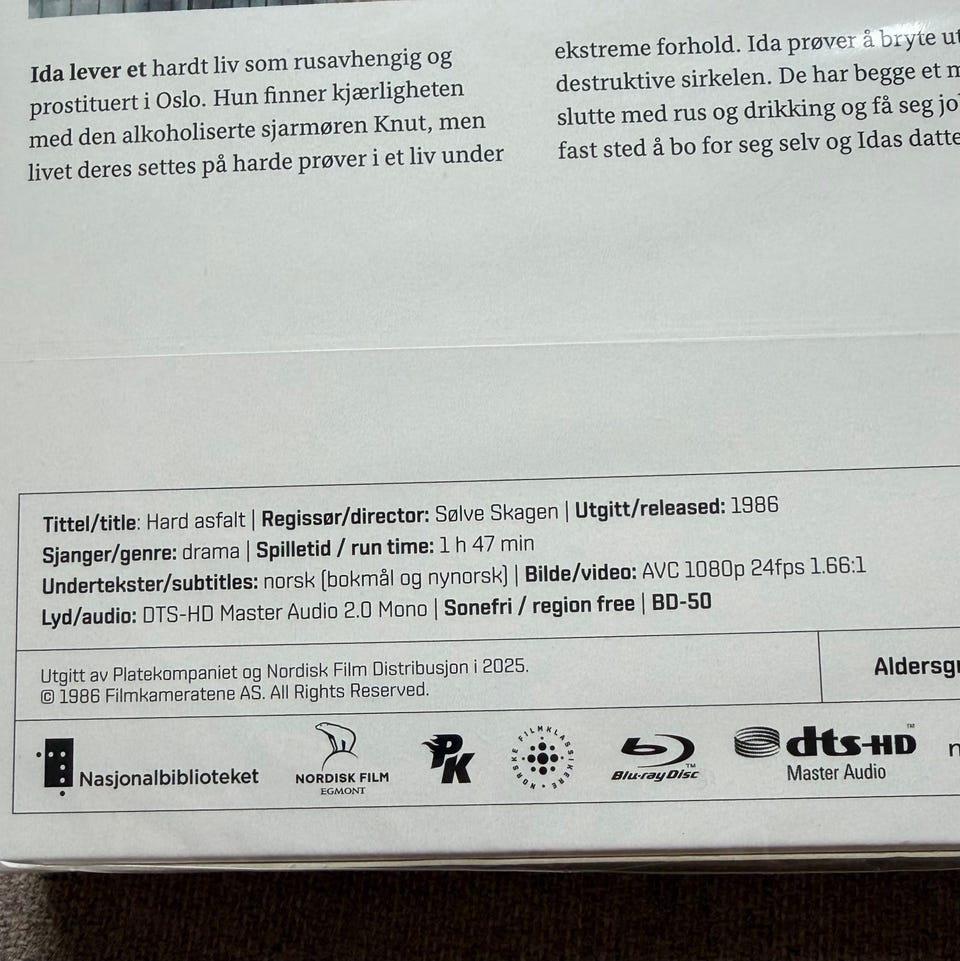 Ida lever et hardt liv som rusavhengig og
prostituert i Oslo. Hun finner kjærligheten
med den alkoholiserte sjarmøren Knut, men
livet deres settes på harde prøver i et liv under
ekstreme forhold. Ida prøver å bryte ut
destruktive sirkelen. De har begge et
slutte med rus og drikking og få seg
fast sted å bo for seg selv og Idas
Tittel/title: Hard asfalt | Regissør/director: Sølve Skagen | Utgitt/released: 1986
Sjanger/genre: drama | Spilletid / run time: 1 h 47 min
Undertekster/subtitles: norsk (bokmål og nynorsk) | Bilde/video: AVC 1080p 24fps 1.66:1
Lyd/audio: DTS-HD Master Audio 2.0 Mono | Sonefri / region free | BD-50
Utgitt av Platekompaniet og Nordisk Film Distribusjon i 2025.
© 1986 Filmkameratene AS. All Rights Reserved.
Nasjonalbiblioteket
NORDISK FILM
EGMONT
PK
NORSKE FILMKLASSIKERE
Blu-ray Disc™
dts-HD™
Master Audio